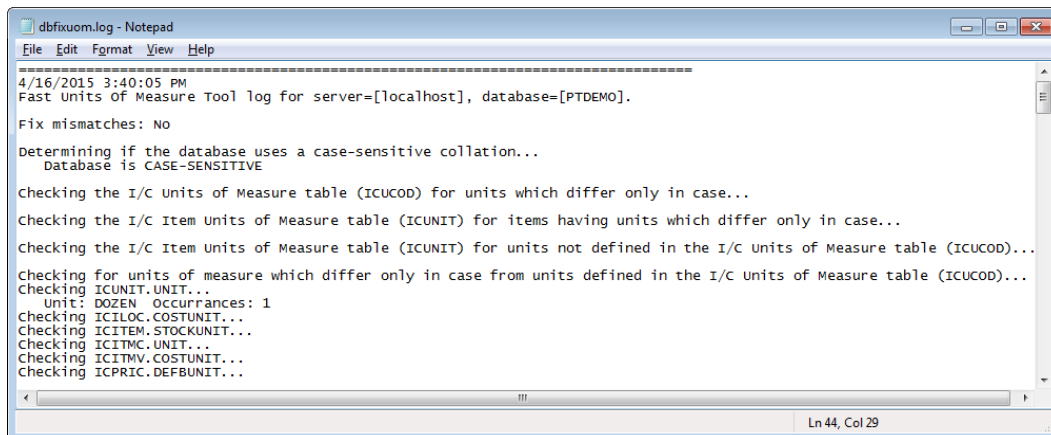 dbfixuom.log - Notepad
File Edit Format View Help
================================================================================
4/16/2015 3:40:05 PM
Fast Units Of Measure Tool log for server=[localhost], database=[PTDEMO].
Fix mismatches: No
Determining if the database uses a case-sensitive collation...
Database is CASE-SENSITIVE
Checking the I/C Units of Measure table (ICUCOD) for units which differ only in case...
Checking the I/C Item Units of Measure table (ICUNIT) for items having units which differ only in case...
Checking the I/C Item Units of Measure table (ICUNIT) for units not defined in the I/C Units of Measure table (ICUCOD)...
Checking for units of measure which differ only in case from units defined in the I/C Units of Measure table (ICUCOD)...
Checking ICUNIT.UNIT...
Unit: DOZEN Occurrances: 1
Checking ICILOC.COSTUNIT...
Checking ICITEM.STOCKUNIT...
Checking ICITMC.UNIT...
Checking ICITMV.COSTUNIT...
Checking ICPRIC.DEFBUNIT...
Ln 44, Col 29